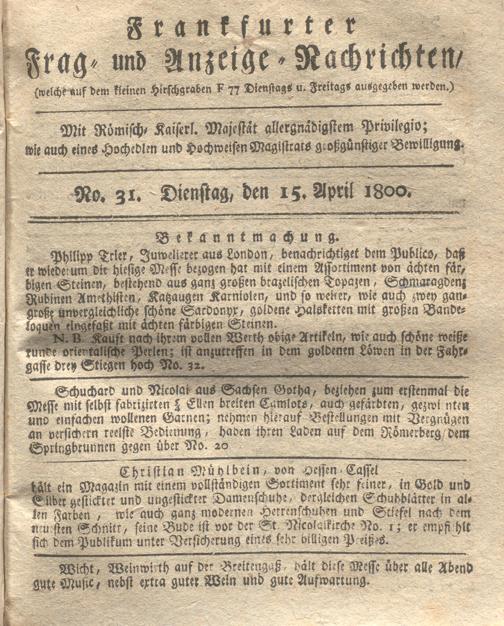 Frankfurter
Frag- und Anzeige-Nachrichten/
(welche auf dem kleinen Hirschgraben F 77 Dienstags u. Freitags ausgegeben werden.)
Mit Römisch-Kaiserl. Majestät allergnädigstem Privilegio;
wie auch eines Hochedlen und Hochweisen Magistrats großgünstiger Bewilligung.
No. 31. Dienstag, den 15. April 1800.
Bekanntmachung.
Philipp Trler, Juwelierer aus London, benachrichtiget dem Publico, daß
er wiederum die hiesige Messe bezogen hat mit einem Assortiment von ächten fär-
bigen Steinen, bestehend aus ganz großen brazelischen Topazen, Schmaragden;
Rubinen Amethisten, Katzaugen Karniolen, und so weiter, wie auch zwey gan-
große unvergleichliche schöne Sardonyx, goldene Halsketten mit großen Bande-
loquen eingefaßt mit ächten färbigen Steinen.
N. B. Kauft nach ihrem vollen Werth obige Artikeln, wie auch schöne weiße
runde orientalische Perlen; ist anzutreffen in dem goldenen Löwen in der Fahr-
gasse drey Stiegen hoch No. 32.
Schuchard und Nicolai aus Sachsen Gotha, beziehen zum erstenmal die
Messe mit selbst fabrizirten Ellen breiten Camlots, auch gefärbten, gezwirnten
und einfachen wollenen Garnen; nehmen hierauf Bestellungen mit Vergnügen
an versichern reelste Bedienung, haden ihren Laden auf dem Römerberg, dem
Springbrunnen gegen über No. 20
Christian Mühlbein, von Hessen-Cassel
hält ein Magazin mit einem vollständigen Sortiment sehr feiner, in Gold und
Silber gestickter und ungestickter Damenschuhe, dergleichen Schuhblätter in al-
len Farben, wie auch ganz modernen Herrenschuhen und Stiefel nach dem
neusten Schnitt, seine Bude ist vor der St. Nicolaikirche No. 1; er empfiehlt
sich dem Publikum unter Versicherung eines sehr billigen Preißes.
Wicht, Weinwirth auf der Breitengaß, hält diese Messe über alle Abend
gute Music, nebst extra guter Wein und gute Aufwartung.